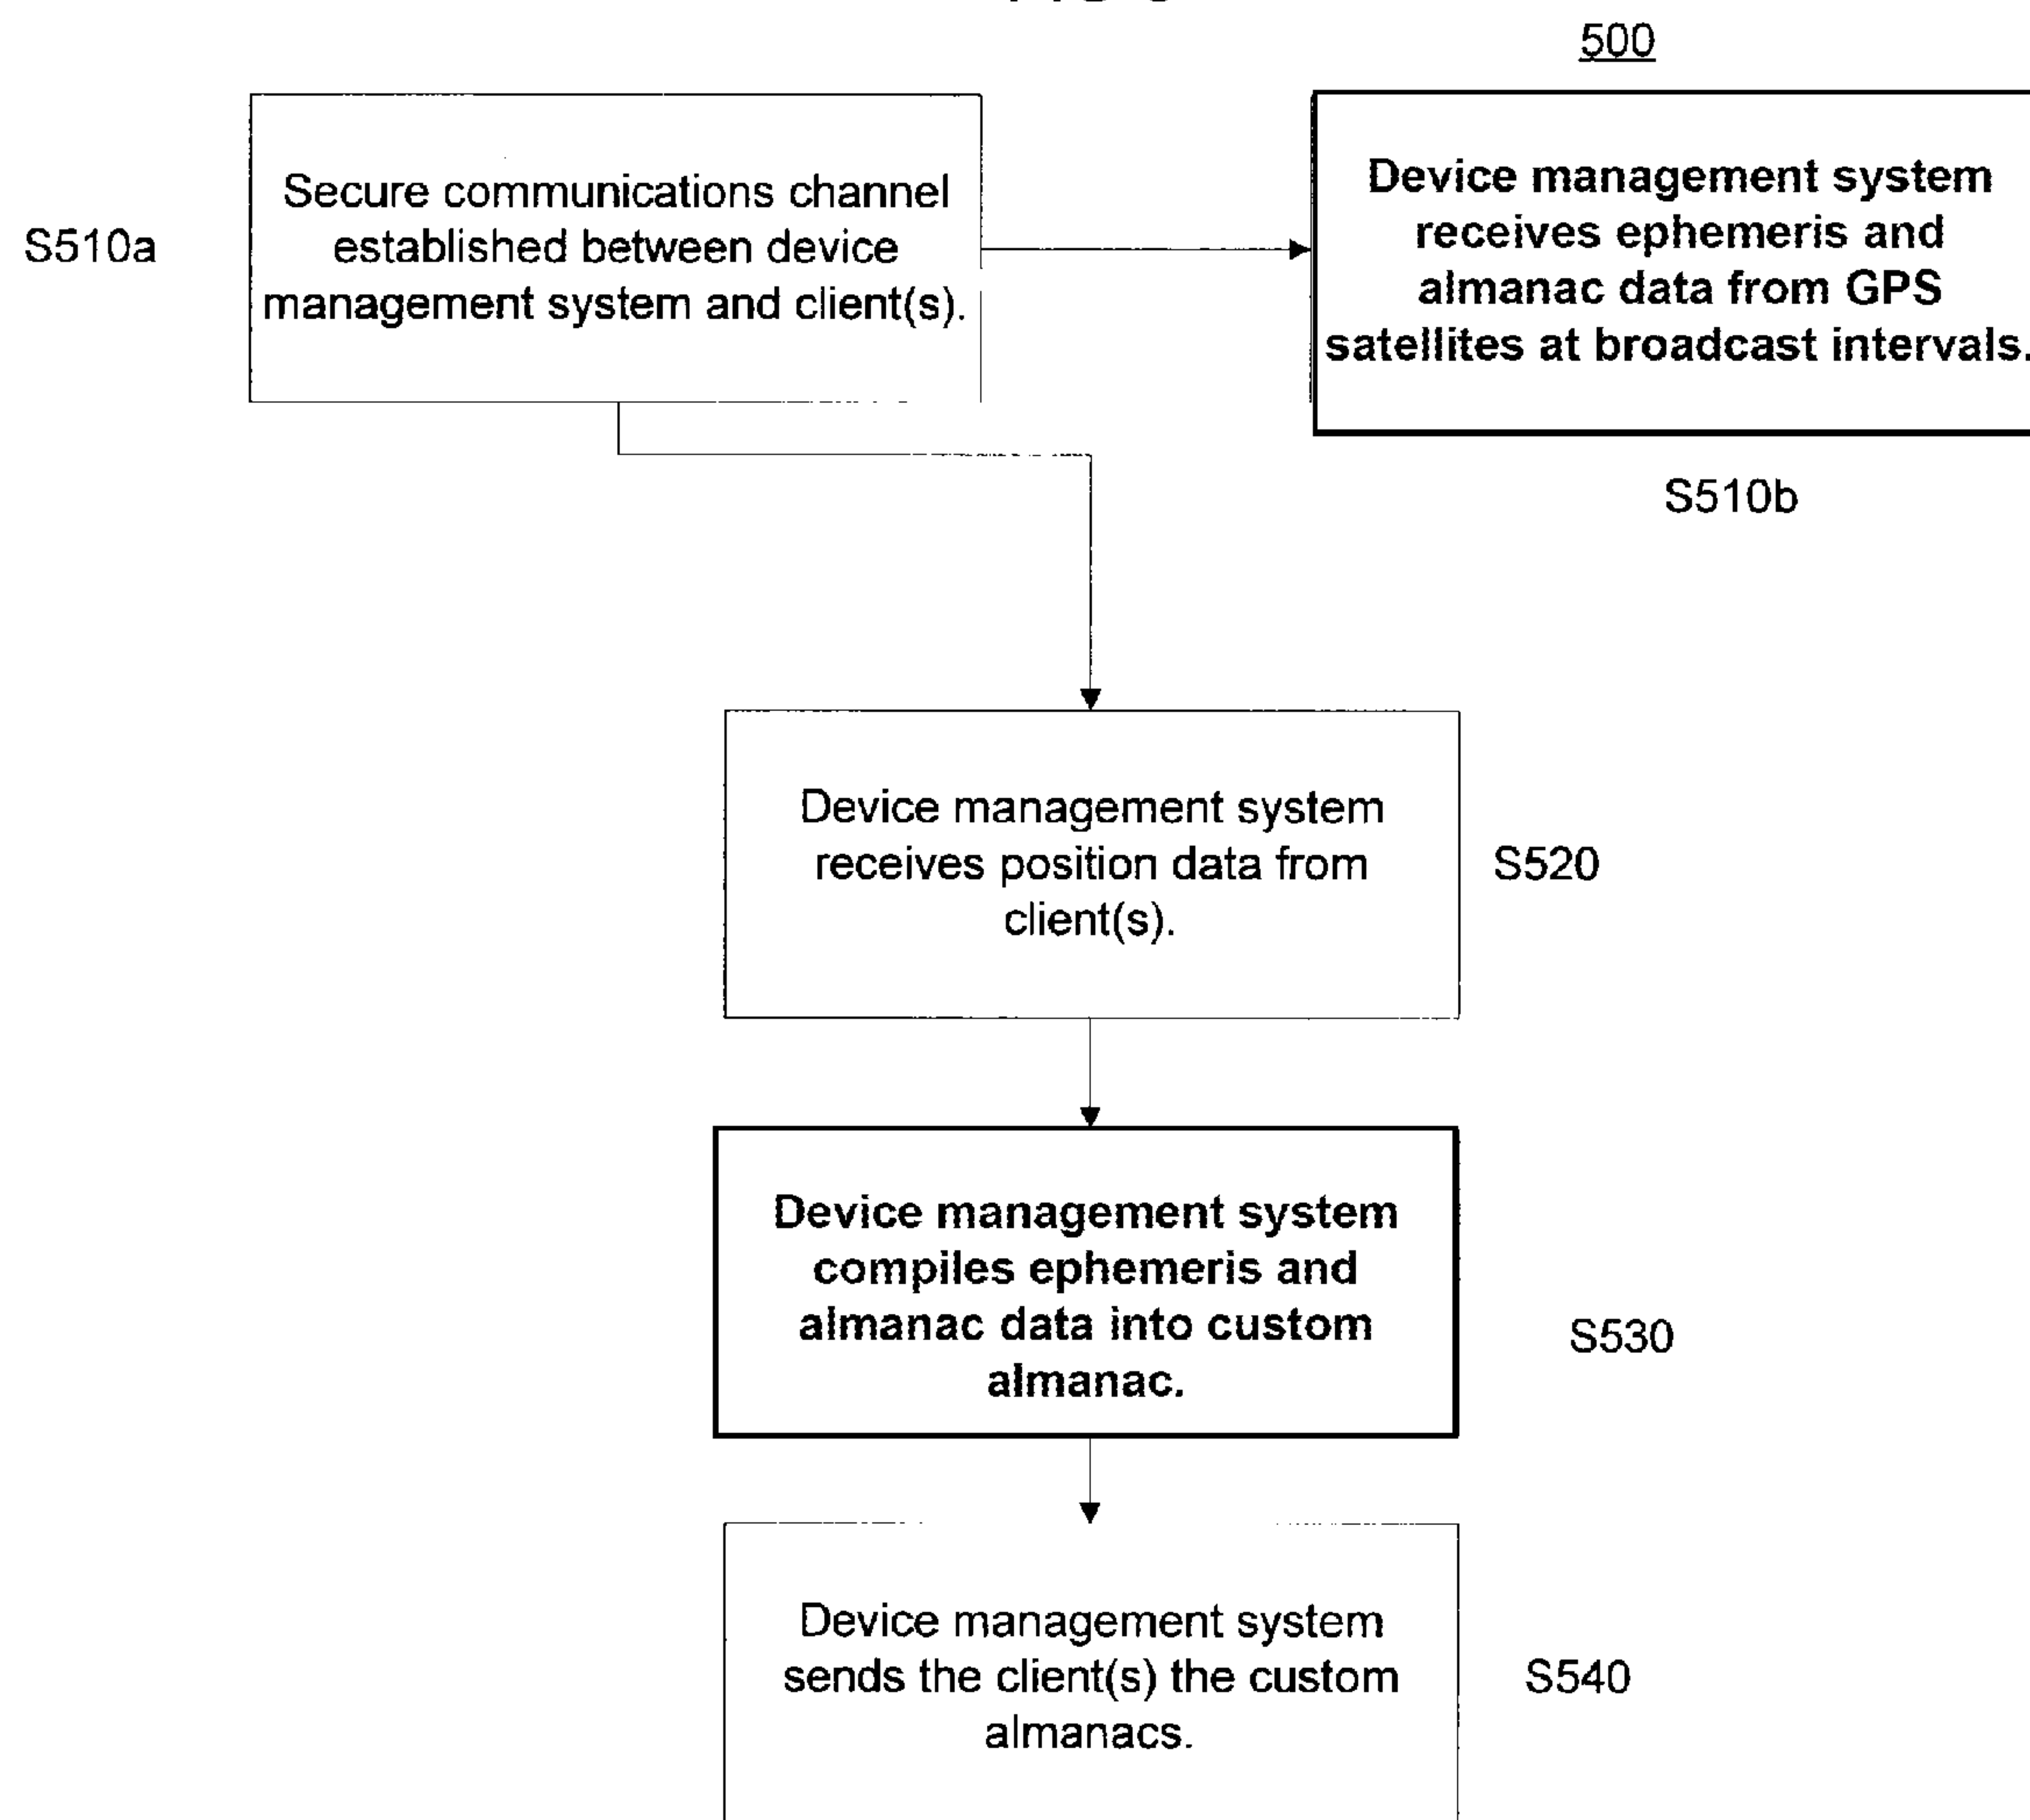 500
Secure communications channel
established between device
management system and client(s).
S510a
Device management system
receives ephemeris and
almanac data from GPS
satellites at broadcast intervals.
S510b
Device management system
receives position data from
client(s).
S520
Device management system
compiles ephemeris and
almanac data into custom
almanac.
S530
Device management system
sends the client(s) the custom
almanacs.
S540